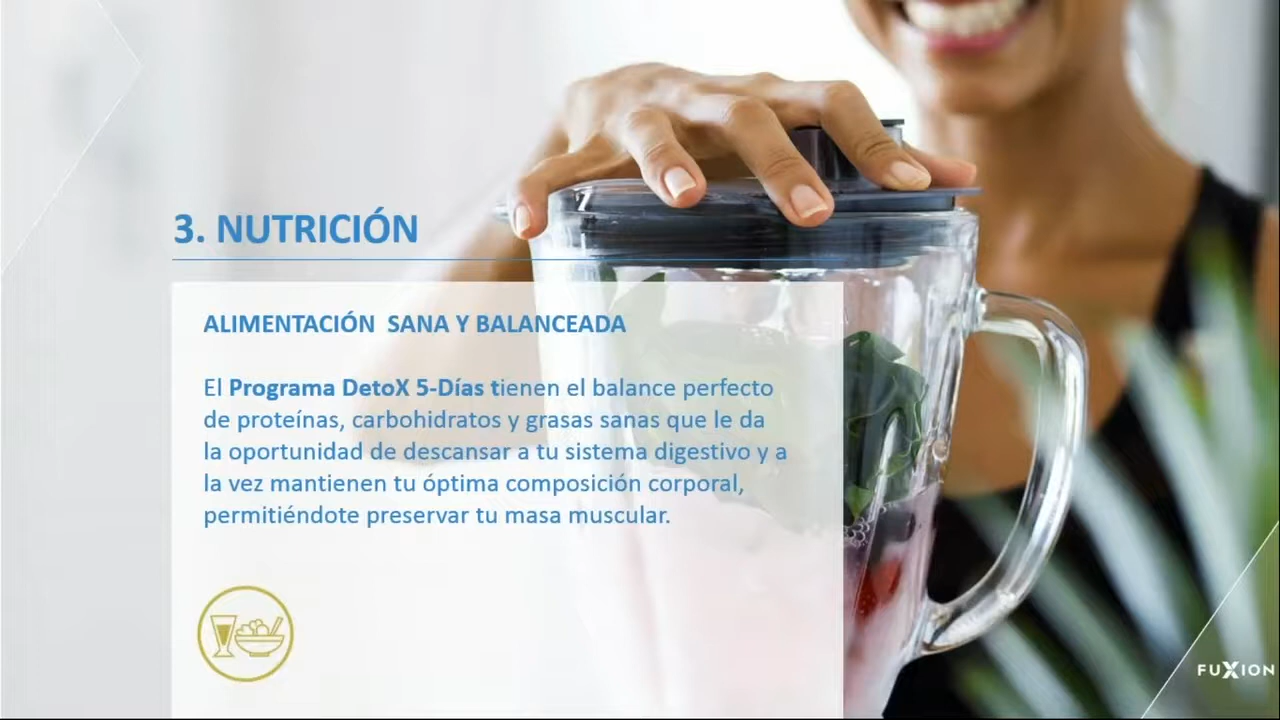 3. NUTRICIÓN
ALIMENTACIÓN  SANA Y BALANCEADA
El Programa DetoX 5-Días tienen el balance perfecto
de proteínas, carbohidratos y grasas sanas que le da
la oportunidad de descansar a tu sistema digestivo y a
la vez mantienen tu óptima composición corporal,
permitiéndote preservar tu masa muscular.
FUXION